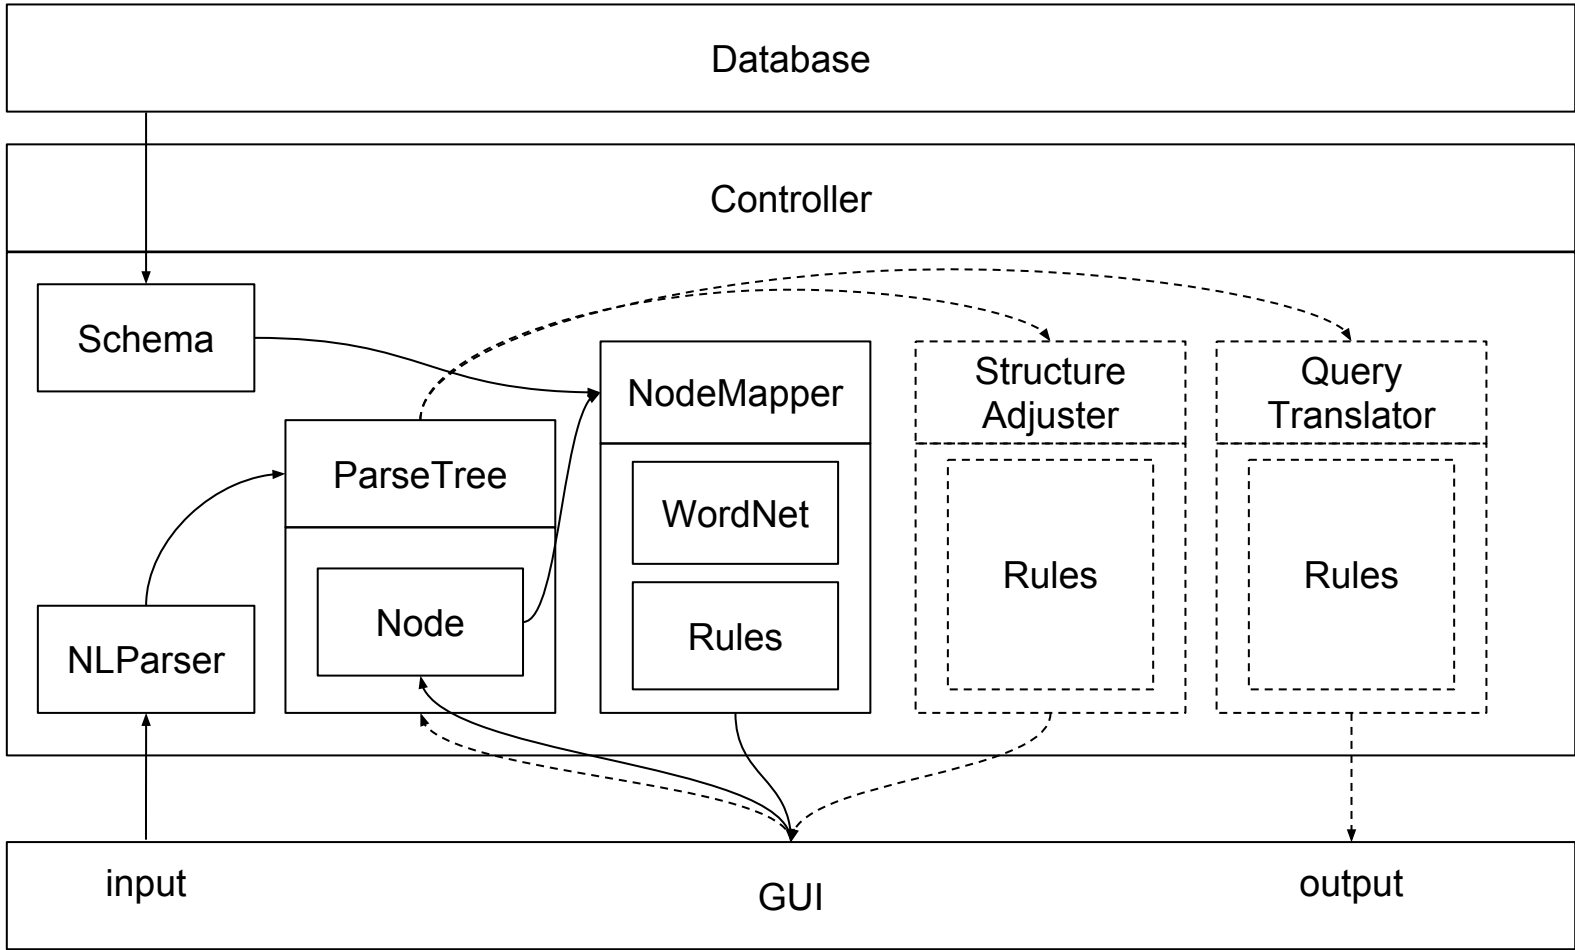 Database
Controller
Schema
NodeMapper
Structure
Adjuster
Query
Translator
ParseTree
WordNet
Rules
Rules
Node
Rules
NLParser
input
GUI
output